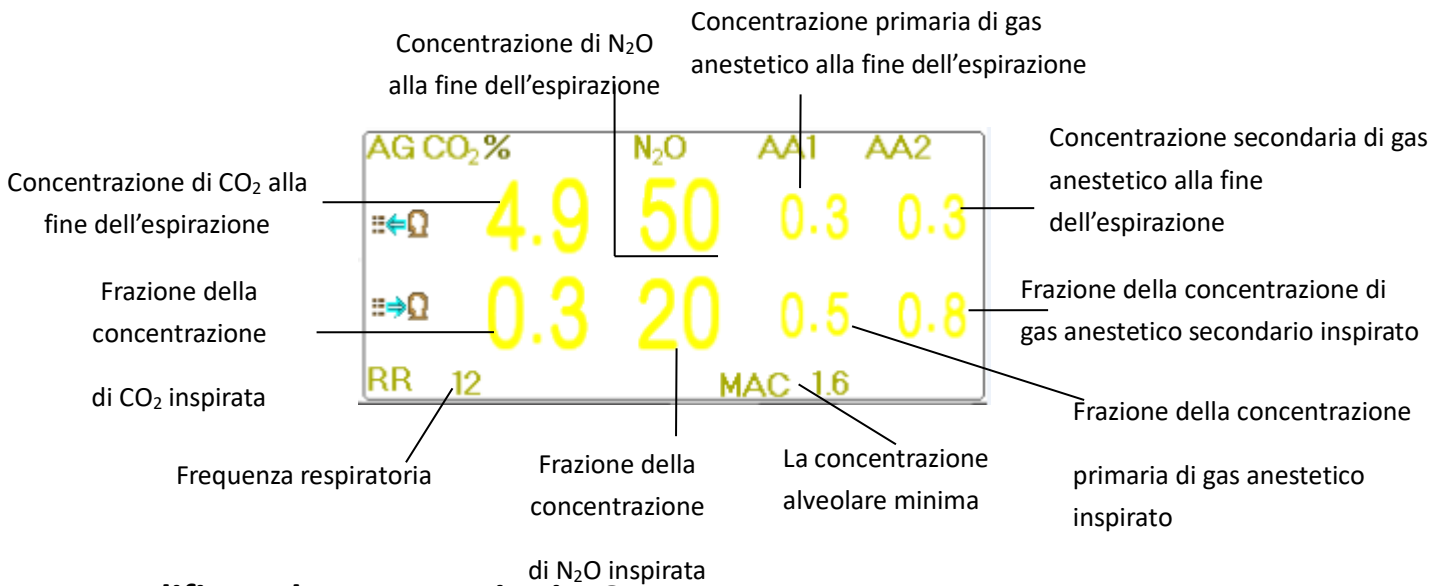 Concentrazione di N₂O
alla fine dell’espirazione
Concentrazione primaria di gas
anestetico alla fine dell’espirazione
Concentrazione di CO₂ alla
fine dell’espirazione
Frazione della
concentrazione
di CO₂ inspirata
AG CO₂% N₂O AA1 AA2
4.9 50 0.3 0.3
0.3 20 0.5 0.8
RR 12 MAC 1.6
Concentrazione secondaria di gas
anestetico alla fine
dell’espirazione
Frazione della concentrazione di
gas anestetico secondario inspirato
Frazione della concentrazione
primaria di gas anestetico
inspirato
Frequenza respiratoria
Frazione della
concentrazione
di N₂O inspirata
La concentrazione
alveolare minima